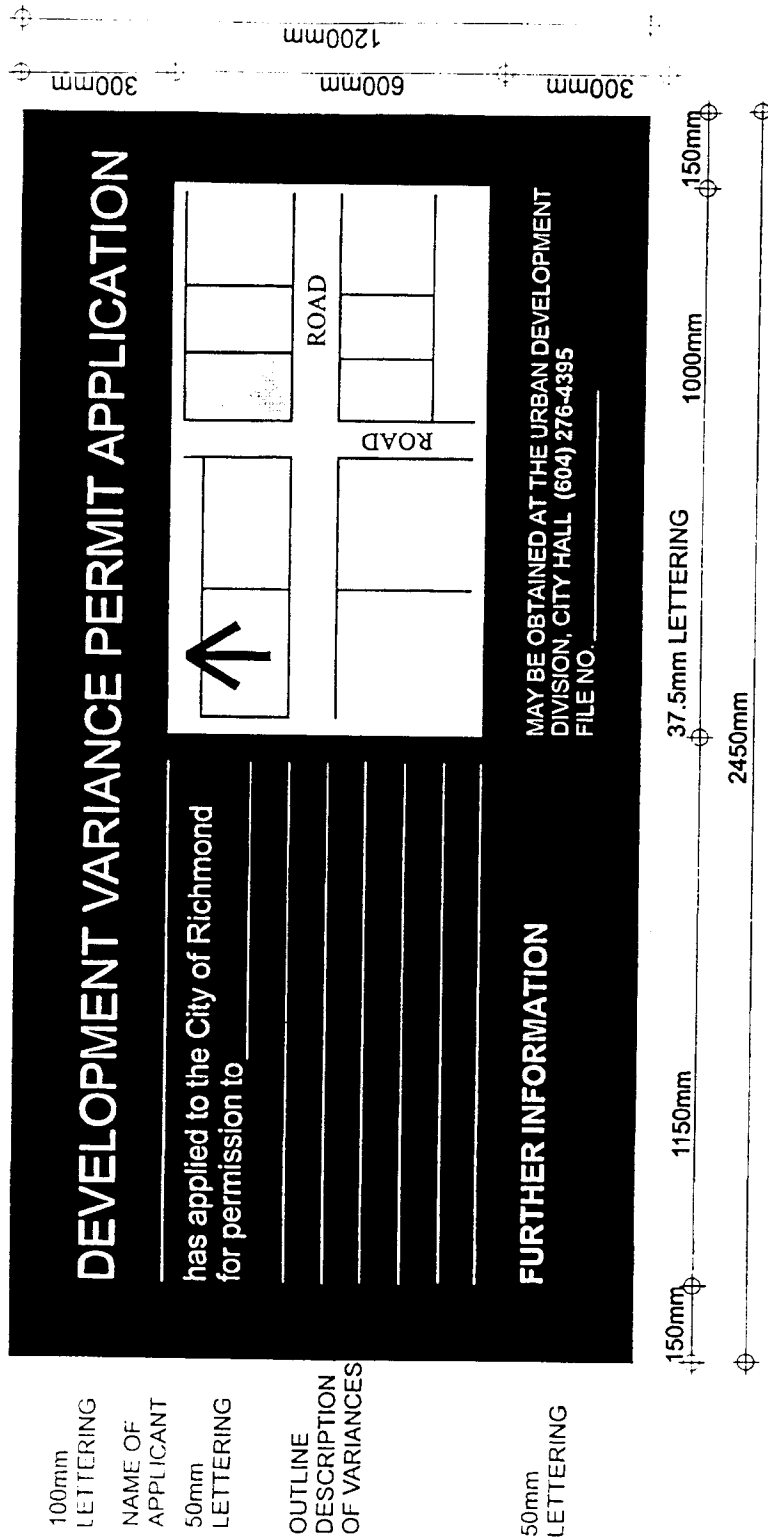 DEVELOPMENT VARIANCE PERMIT APPLICATION
has applied to the City of Richmond
for permission to
ROAD
ROAD
FURTHER INFORMATION
MAY BE OBTAINED AT THE URBAN DEVELOPMENT
DIVISION, CITY HALL (604) 276-4395
FILE NO.
100mm
LETTERING
NAME OF
APPLICANT
50mm
LETTERING
OUTLINE
DESCRIPTION
OF VARIANCES
50mm
LETTERING
300mm
600mm
300mm
1200mm
37.5mm LETTERING
150mm
1150mm
1000mm
150mm
2450mm